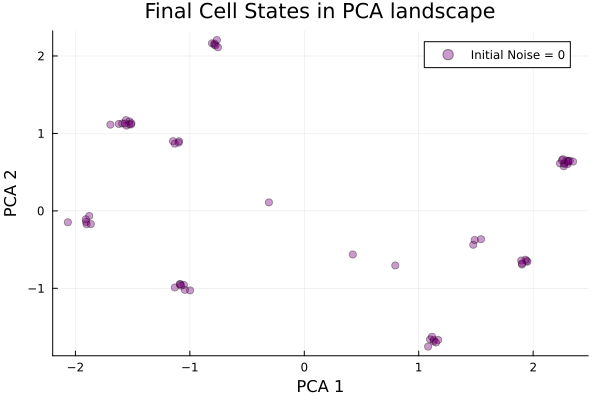 Final Cell States in PCA landscape
Initial Noise = 0
PCA 2
2
1
0
−1
−2
−1
0
1
2
PCA 1